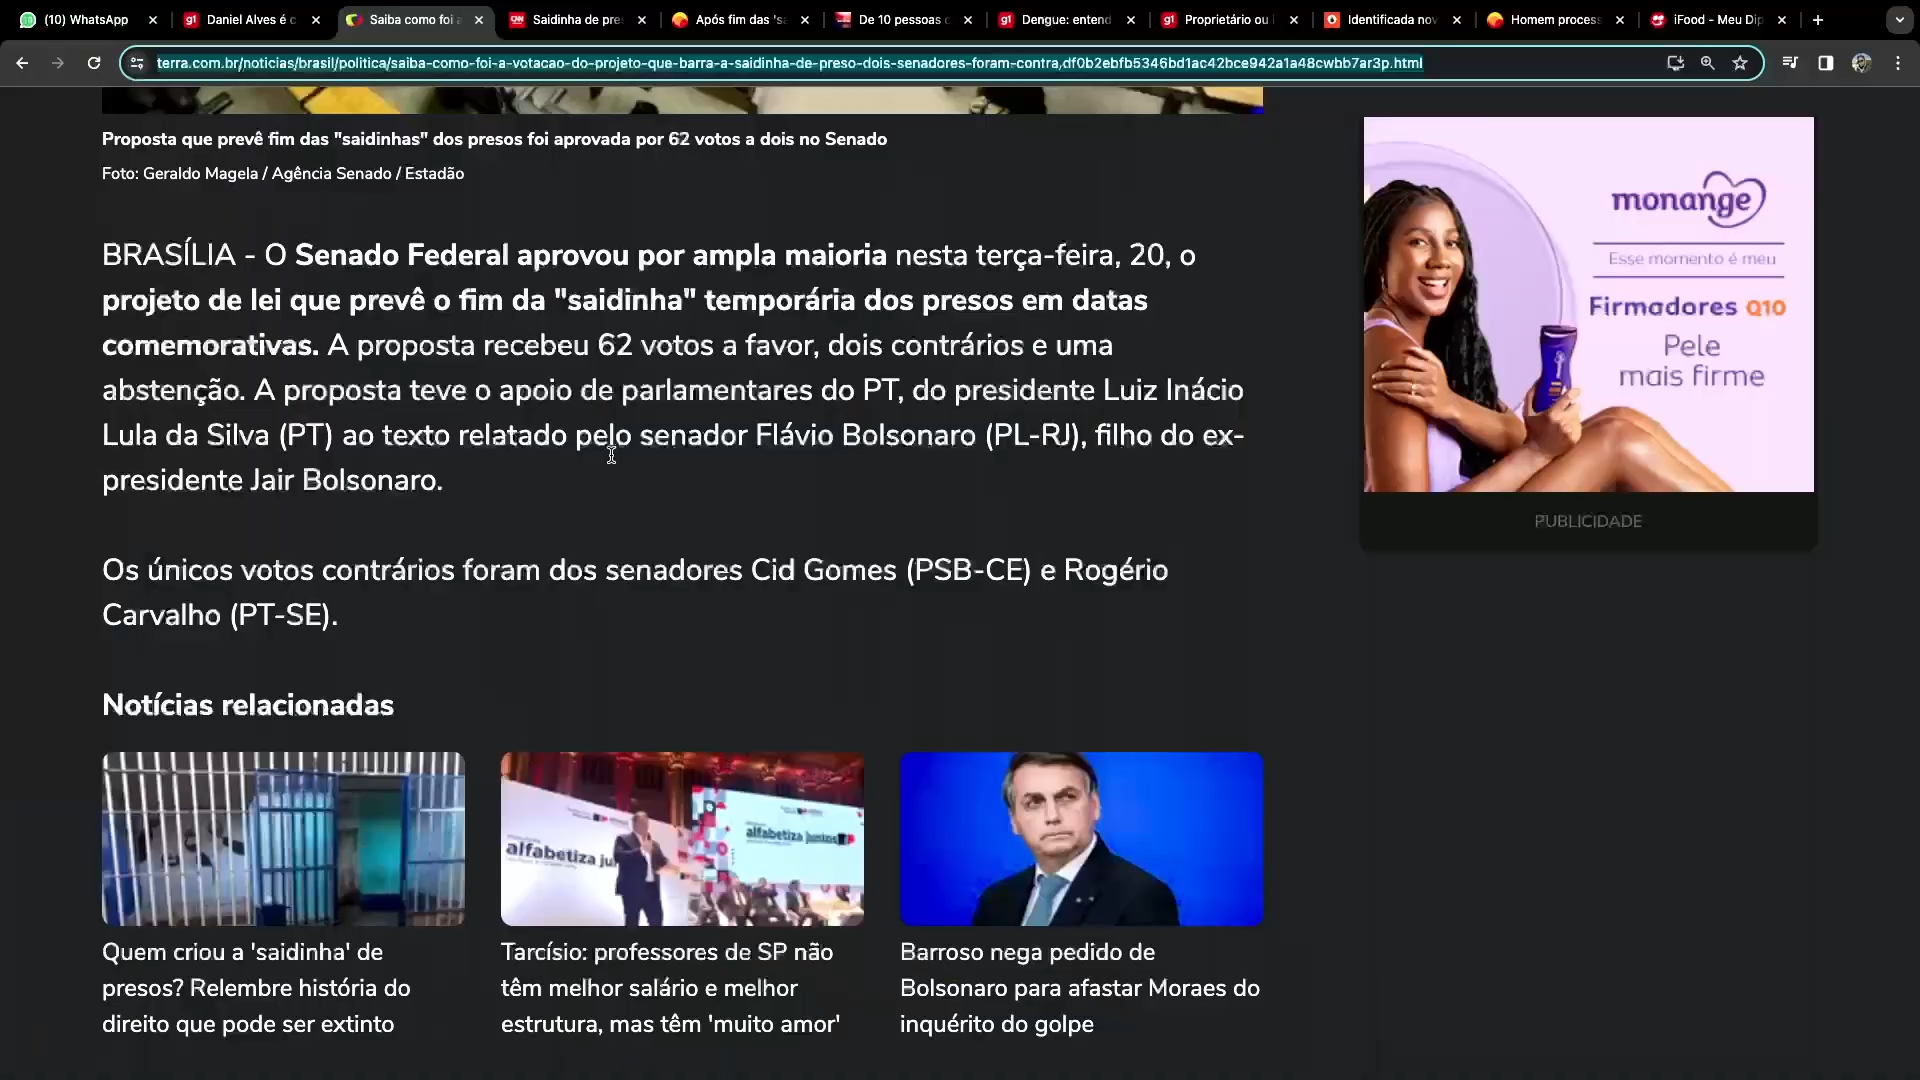 (10) WhatsApp
Daniel Alves é c
Saiba como foi a
Saidinha de pre
Após fim das 's
De 10 pessoas
Dengue: entend
Proprietário ou
Identificada nov
Homem process
iFood - Meu Dip
terra.com.br/noticias/brasil/politica/saiba-como-foi-a-votacao-do-projeto-que-barra-a-saidinha-de-preso-dois-senadores-foram-contra,df0b2ebfb5346bd1ac42bce942a1a48cwbb7ar3p.html
Proposta que prevê fim das "saidinhas" dos presos foi aprovada por 62 votos a dois no Senado
Foto: Geraldo Magela / Agência Senado / Estadão
BRASÍLIA - O Senado Federal aprovou por ampla maioria nesta terça-feira, 20, o
projeto de lei que prevê o fim da "saidinha" temporária dos presos em datas
comemorativas. A proposta recebeu 62 votos a favor, dois contrários e uma
abstenção. A proposta teve o apoio de parlamentares do PT, do presidente Luiz Inácio
Lula da Silva (PT) ao texto relatado pelo senador Flávio Bolsonaro (PL-RJ), filho do ex-
presidente Jair Bolsonaro.
Os únicos votos contrários foram dos senadores Cid Gomes (PSB-CE) e Rogério
Carvalho (PT-SE).
Notícias relacionadas
alfabetiza ju
alfabetiza juntos
Quem criou a 'saidinha' de
presos? Relembre história do
direito que pode ser extinto
Tarcísio: professores de SP não
têm melhor salário e melhor
estrutura, mas têm 'muito amor'
Barroso nega pedido de
Bolsonaro para afastar Moraes do
inquérito do golpe
monange
Esse momento é meu
Firmadores Q10
Pele
mais firme
PUBLICIDADE